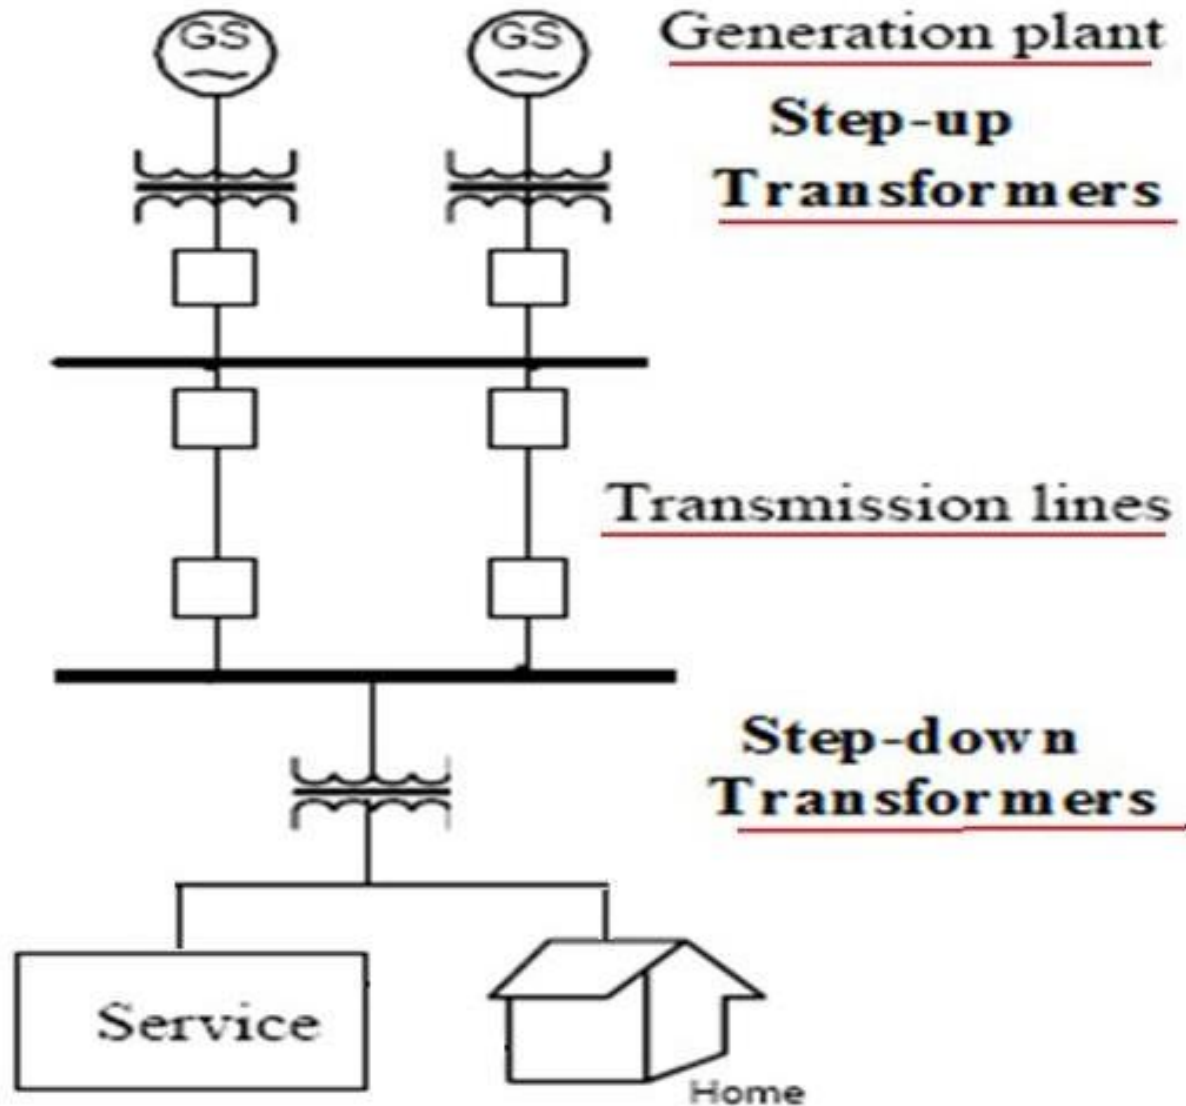 GS GS Generation plant
Step-up
Transformers
Transmission lines
Step-down
Transformers
Service
Home